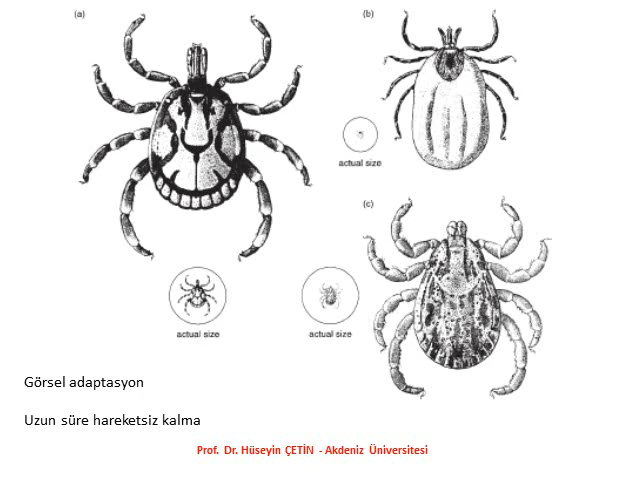 (a)
(b)
actual size
(c)
actual size
actual size
Görsel adaptasyon
Uzun süre hareketsiz kalma
Prof. Dr. Hüseyin ÇETİN - Akdeniz Üniversitesi